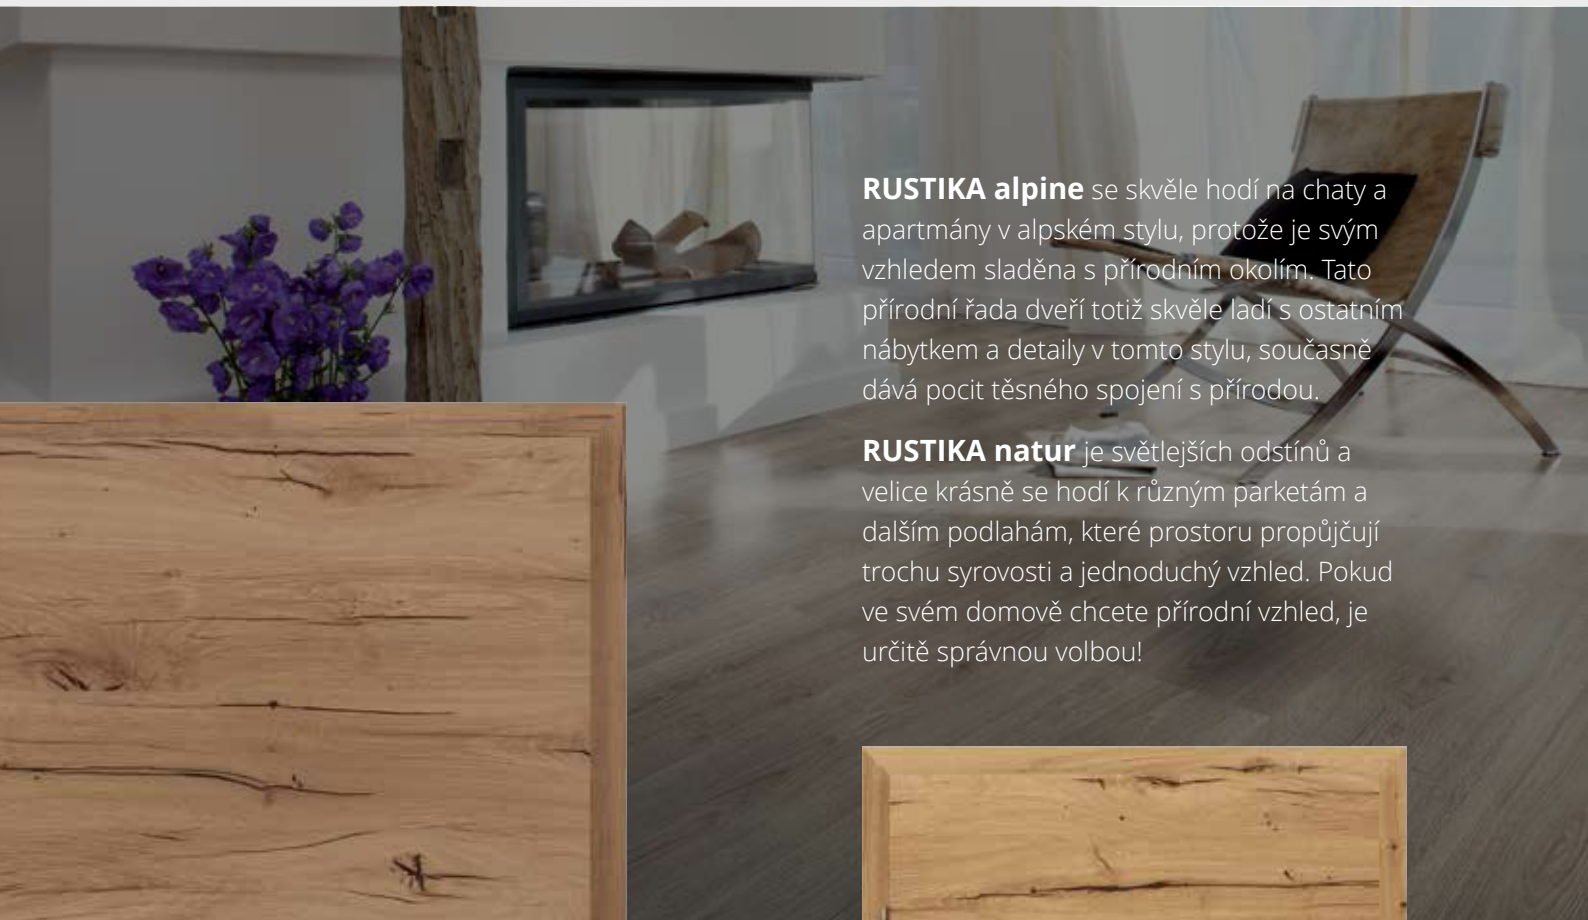 RUSTIKA alpine se skvěle hodí na chaty a
apartmány v alpském stylu, protože je svým
vzhledem sladěna s přírodním okolím. Tato
přírodní řada dveří totiž skvěle ladí s ostatním
nábytkem a detaily v tomto stylu, současně
dává pocit těsného spojení s přírodou.
RUSTIKA natur je světlejších odstínů a
velice krásně se hodí k různým parketám a
dalším podlahám, které prostoru propůjčují
trochu syrovosti a jednoduchý vzhled. Pokud
ve svém domově chcete přírodní vzhled, je
určitě správnou volbou!